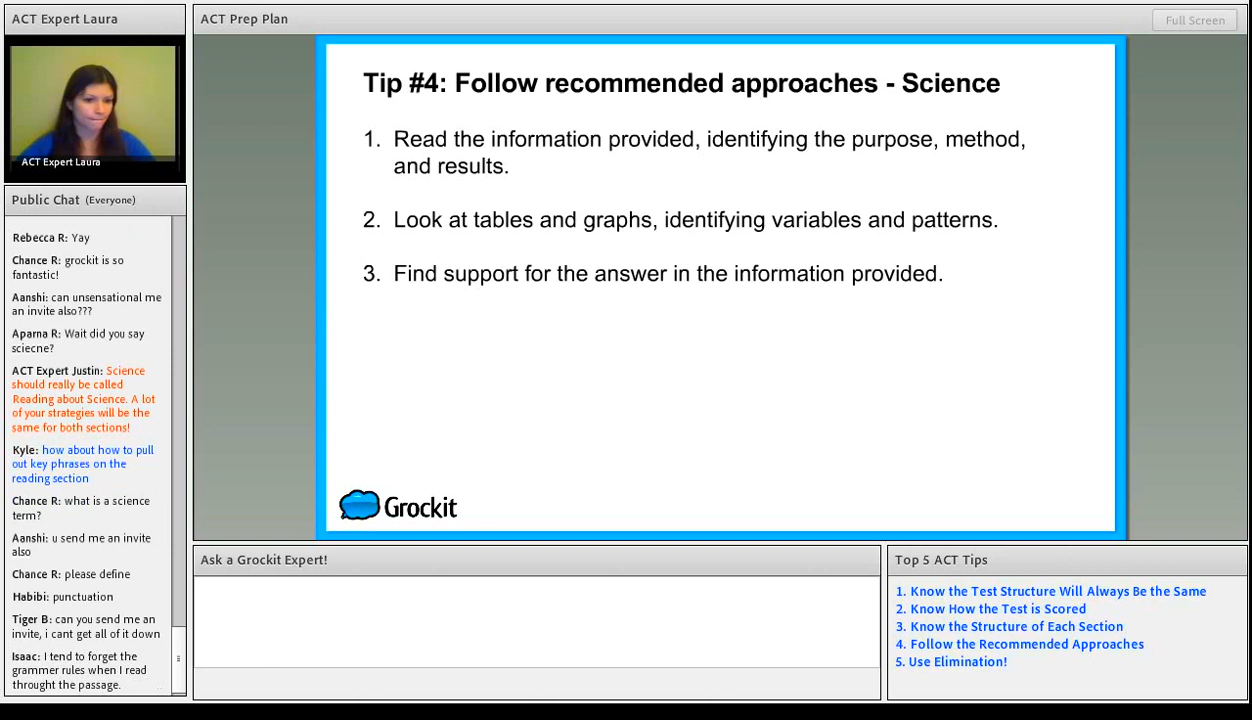 ACT Expert Laura
ACT Expert Laura
Public Chat (Everyone)
Rebecca R: Yay
Chance R: grockit is so
fantastic!
Aanshi: can unsensational me
an invite also???
Aparna R: Wait did you say
sciecne?
ACT Expert Justin: Science
should really be called
Reading about Science. A lot
of your strategies will be the
same for both sections!
Kyle: how about how to pull
out key phrases on the
reading section
Chance R: what is a science
term?
Aanshi: u send me an invite
also
Chance R: please define
Habibi: punctuation
Tiger B: can you send me an
invite, i cant get all of it down
Isaac: I tend to forget the
grammer rules when I read
throught the passage.
ACT Prep Plan
Full Screen
Tip #4: Follow recommended approaches - Science
1. Read the information provided, identifying the purpose, method,
and results.
2. Look at tables and graphs, identifying variables and patterns.
3. Find support for the answer in the information provided.
Grockit
Ask a Grockit Expert!
Top 5 ACT Tips
1. Know the Test Structure Will Always Be the Same
2. Know How the Test is Scored
3. Know the Structure of Each Section
4. Follow the Recommended Approaches
5. Use Elimination!